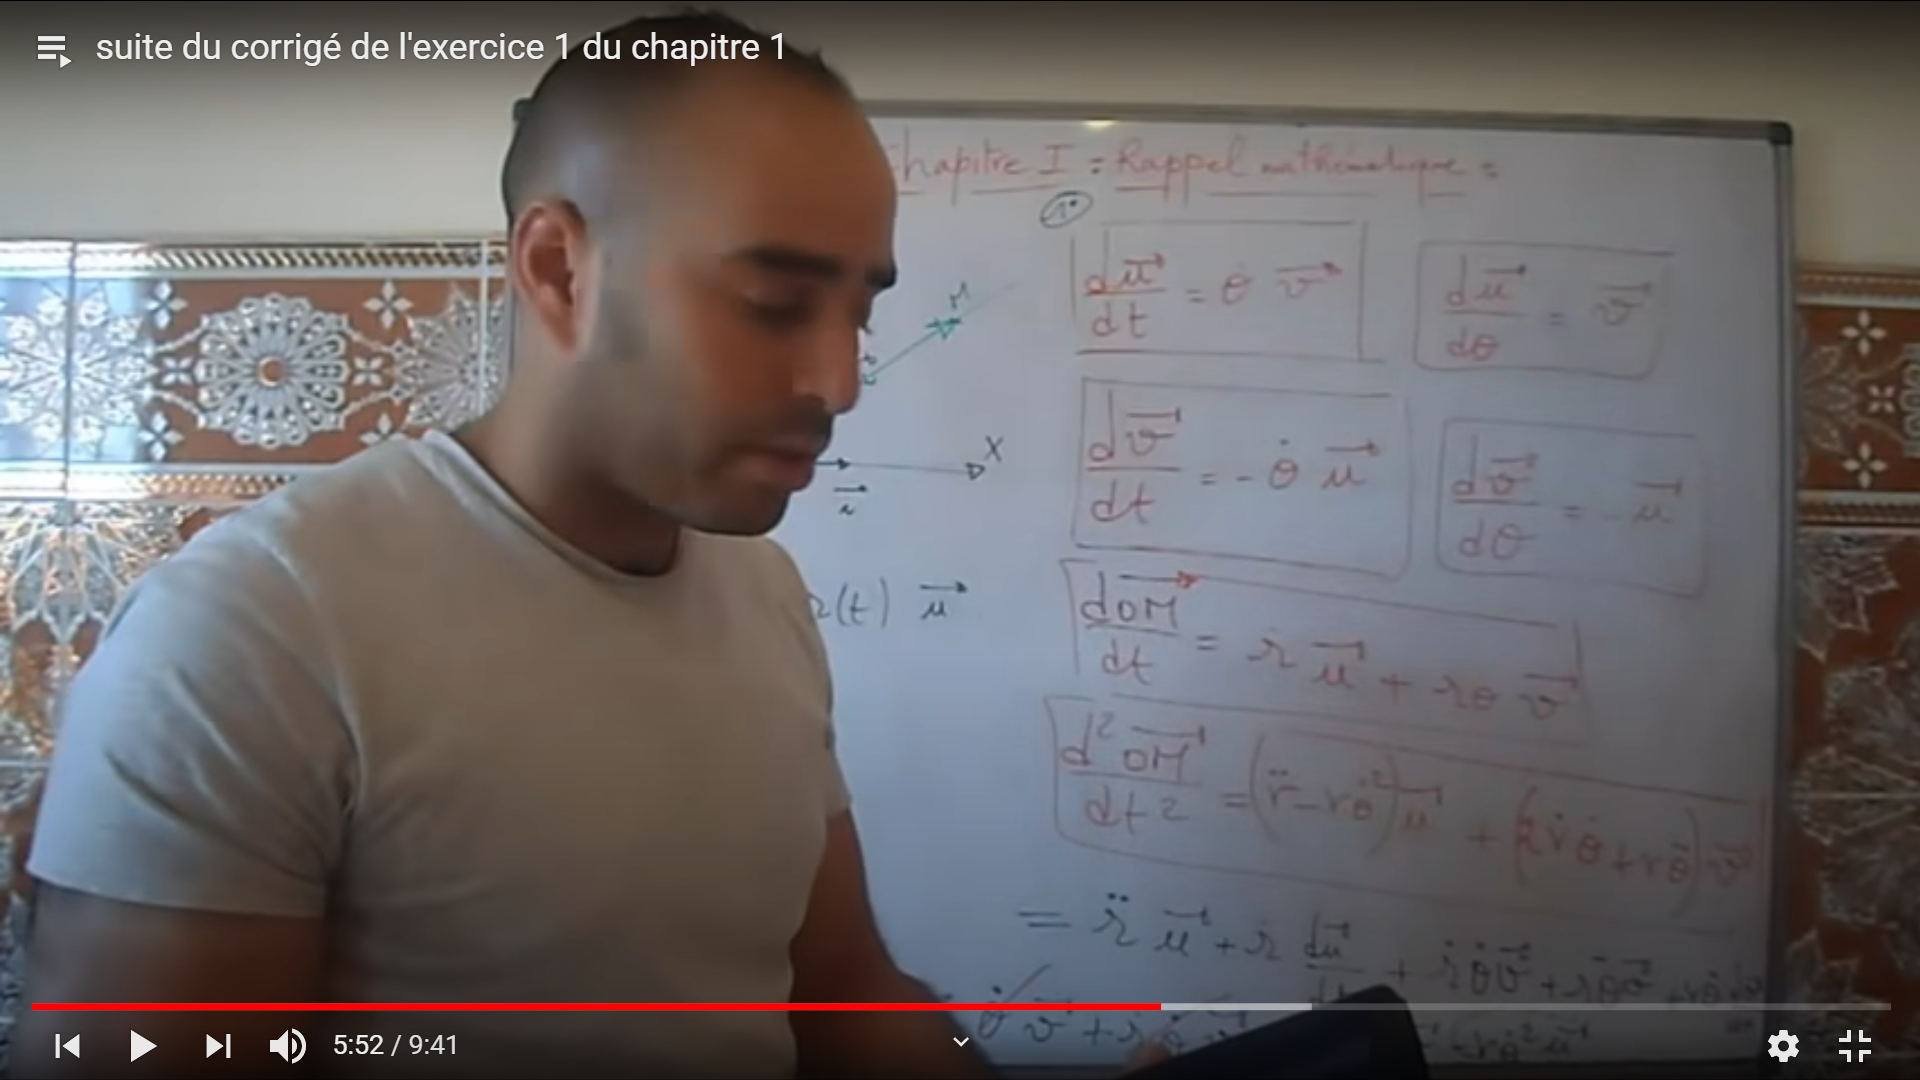 suite du corrigé de l'exercice 1 du chapitre 1
Chapitre I : Rappel mathématique :
1°
M
du⃗/dt = θ̇ v⃗
du⃗/dθ = v⃗
X
i⃗
dv⃗/dt = - θ̇ u⃗
dv⃗/dθ = - u⃗
r(t) u⃗
dOM⃗/dt = ṙ u⃗ + rθ̇ v⃗
d²OM⃗/dt² = (r̈ - rθ̇²) u⃗ + (2ṙθ̇ + rθ̈) v⃗
= r̈ u⃗ + ṙ du⃗/dt + ṙθ̇v⃗ + rθ̈v⃗
θ̇ v⃗ +
- rθ̇² u⃗
5:52 / 9:41